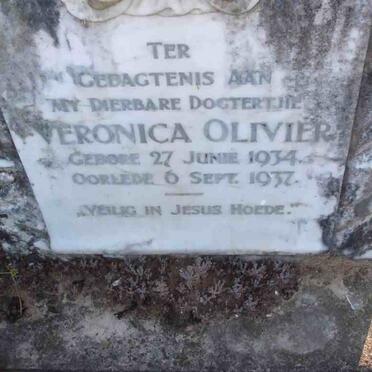 TER
GEDAGTENIS AAN
MY DIERBARE DOGTERTJIE
VERONICA OLIVIER
GEBORE 27 JUNIE 1934.
OORLEDE 6 SEPT. 1937.
„VEILIG IN JESUS HOEDE."